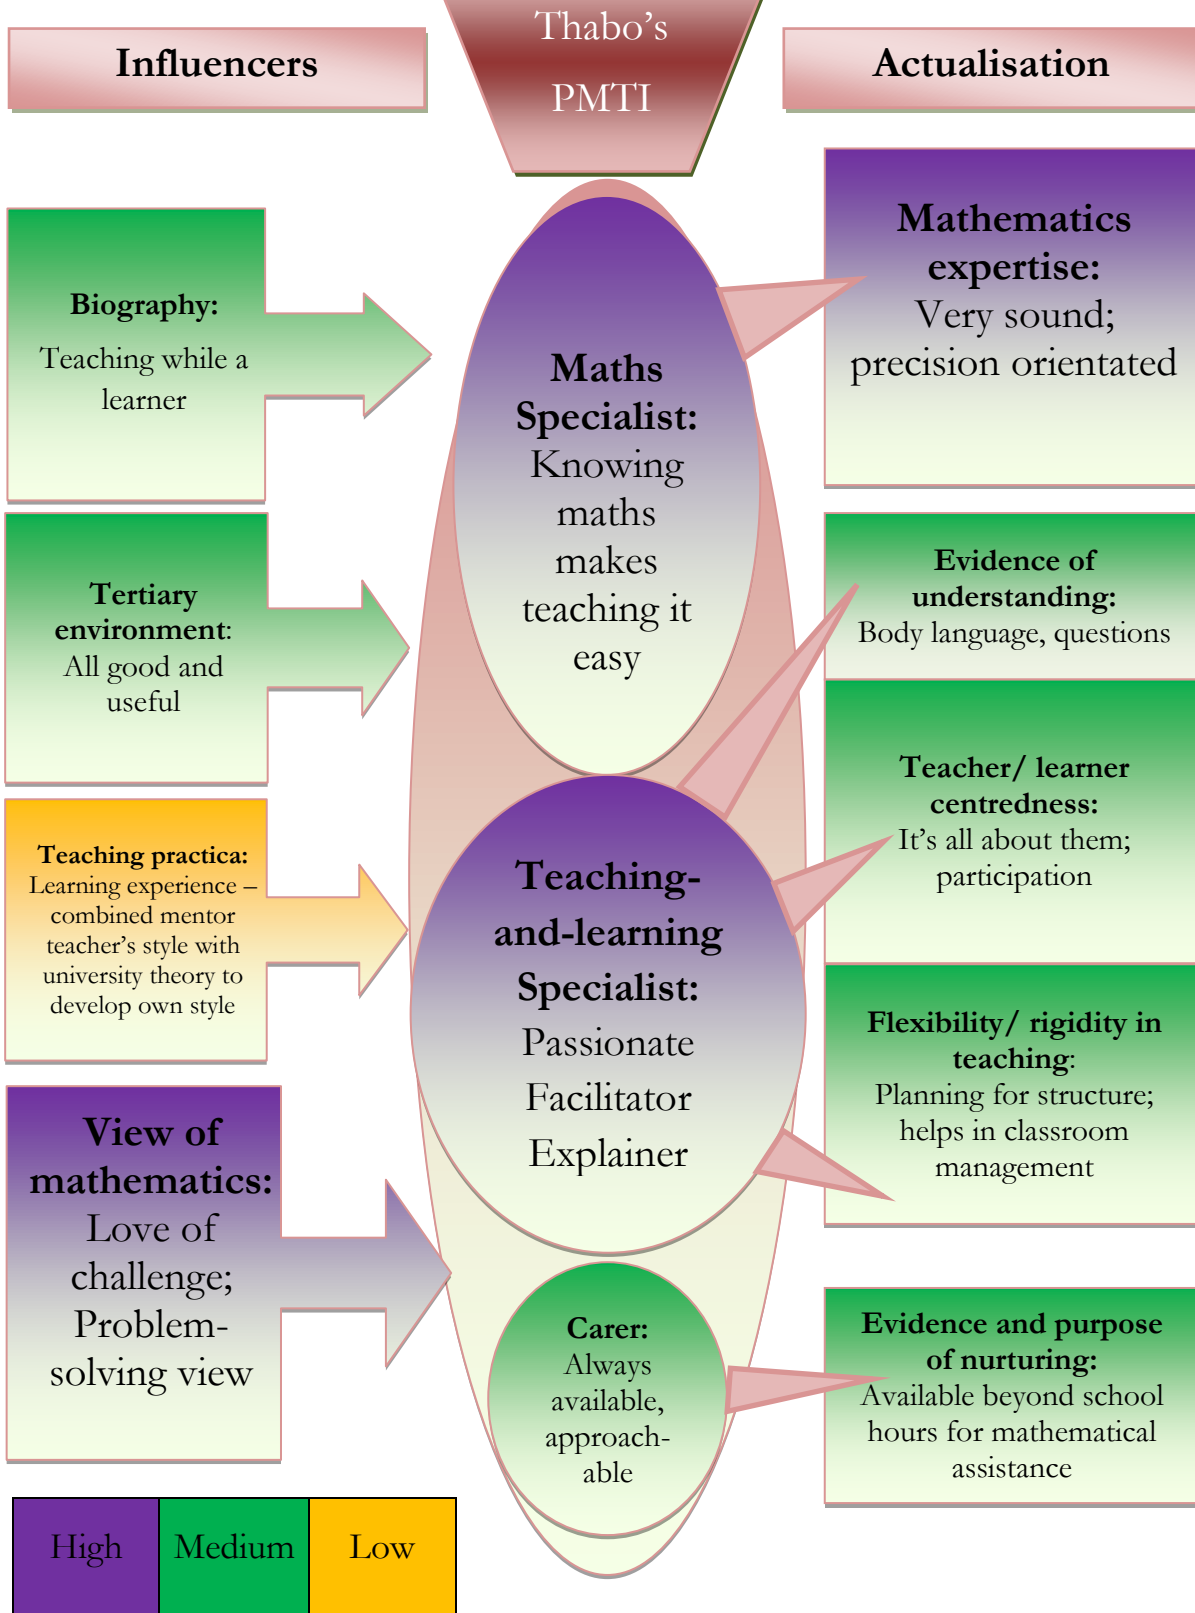 Influencers
Thabo’s
PMTI
Actualisation
Biography:
Teaching while a
learner
Tertiary
environment:
All good and
useful
Teaching practica:
Learning experience –
combined mentor
teacher’s style with
university theory to
develop own style
View of
mathematics:
Love of
challenge;
Problem-
solving view
Maths
Specialist:
Knowing
maths
makes
teaching it
easy
Teaching-
and-learning
Specialist:
Passionate
Facilitator
Explainer
Carer:
Always
available,
approach-
able
Mathematics
expertise:
Very sound;
precision orientated
Evidence of
understanding:
Body language, questions
Teacher/ learner
centredness:
It’s all about them;
participation
Flexibility/ rigidity in
teaching:
Planning for structure;
helps in classroom
management
Evidence and purpose
of nurturing:
Available beyond school
hours for mathematical
assistance
High
Medium
Low